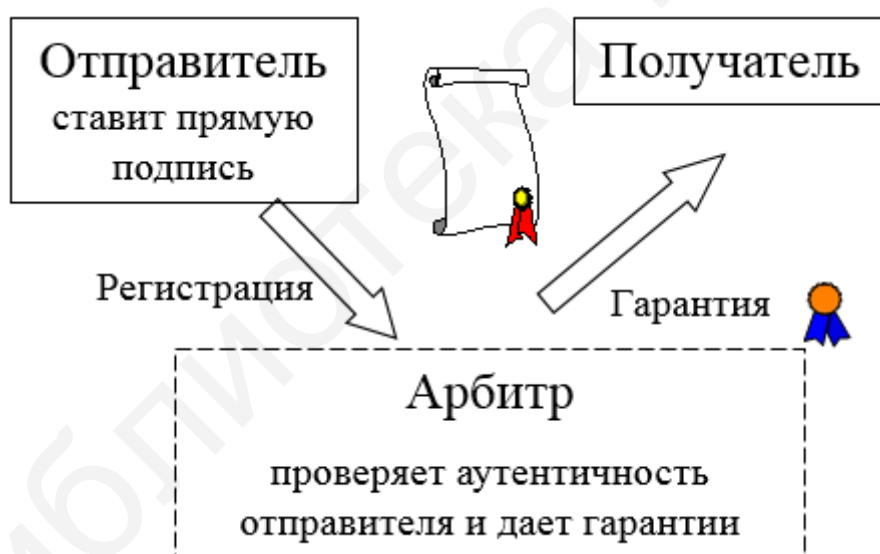 Отправитель
ставит прямую
подпись
Получатель
Регистрация
Гарантия
Арбитр
проверяет аутентичность
отправителя и дает гарантии